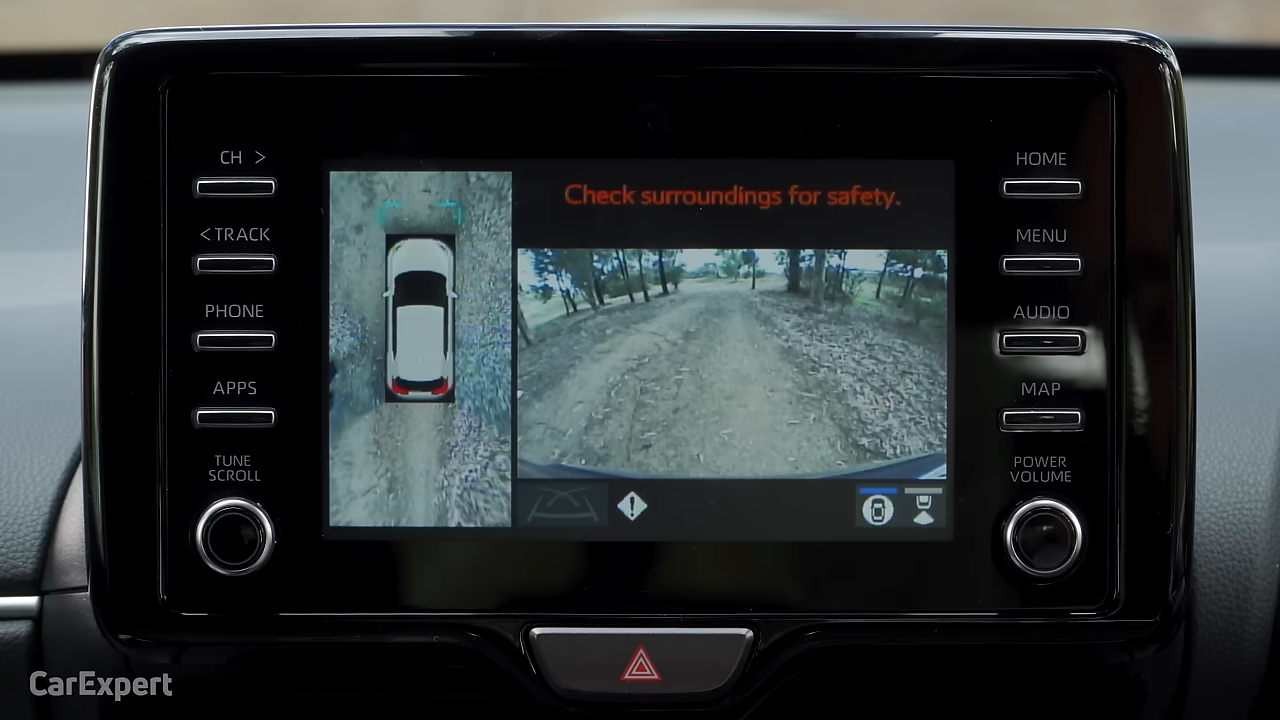 CH >
< TRACK
PHONE
APPS
TUNE
SCROLL
Check surroundings for safety.
!
HOME
MENU
AUDIO
MAP
POWER
VOLUME
CarExpert